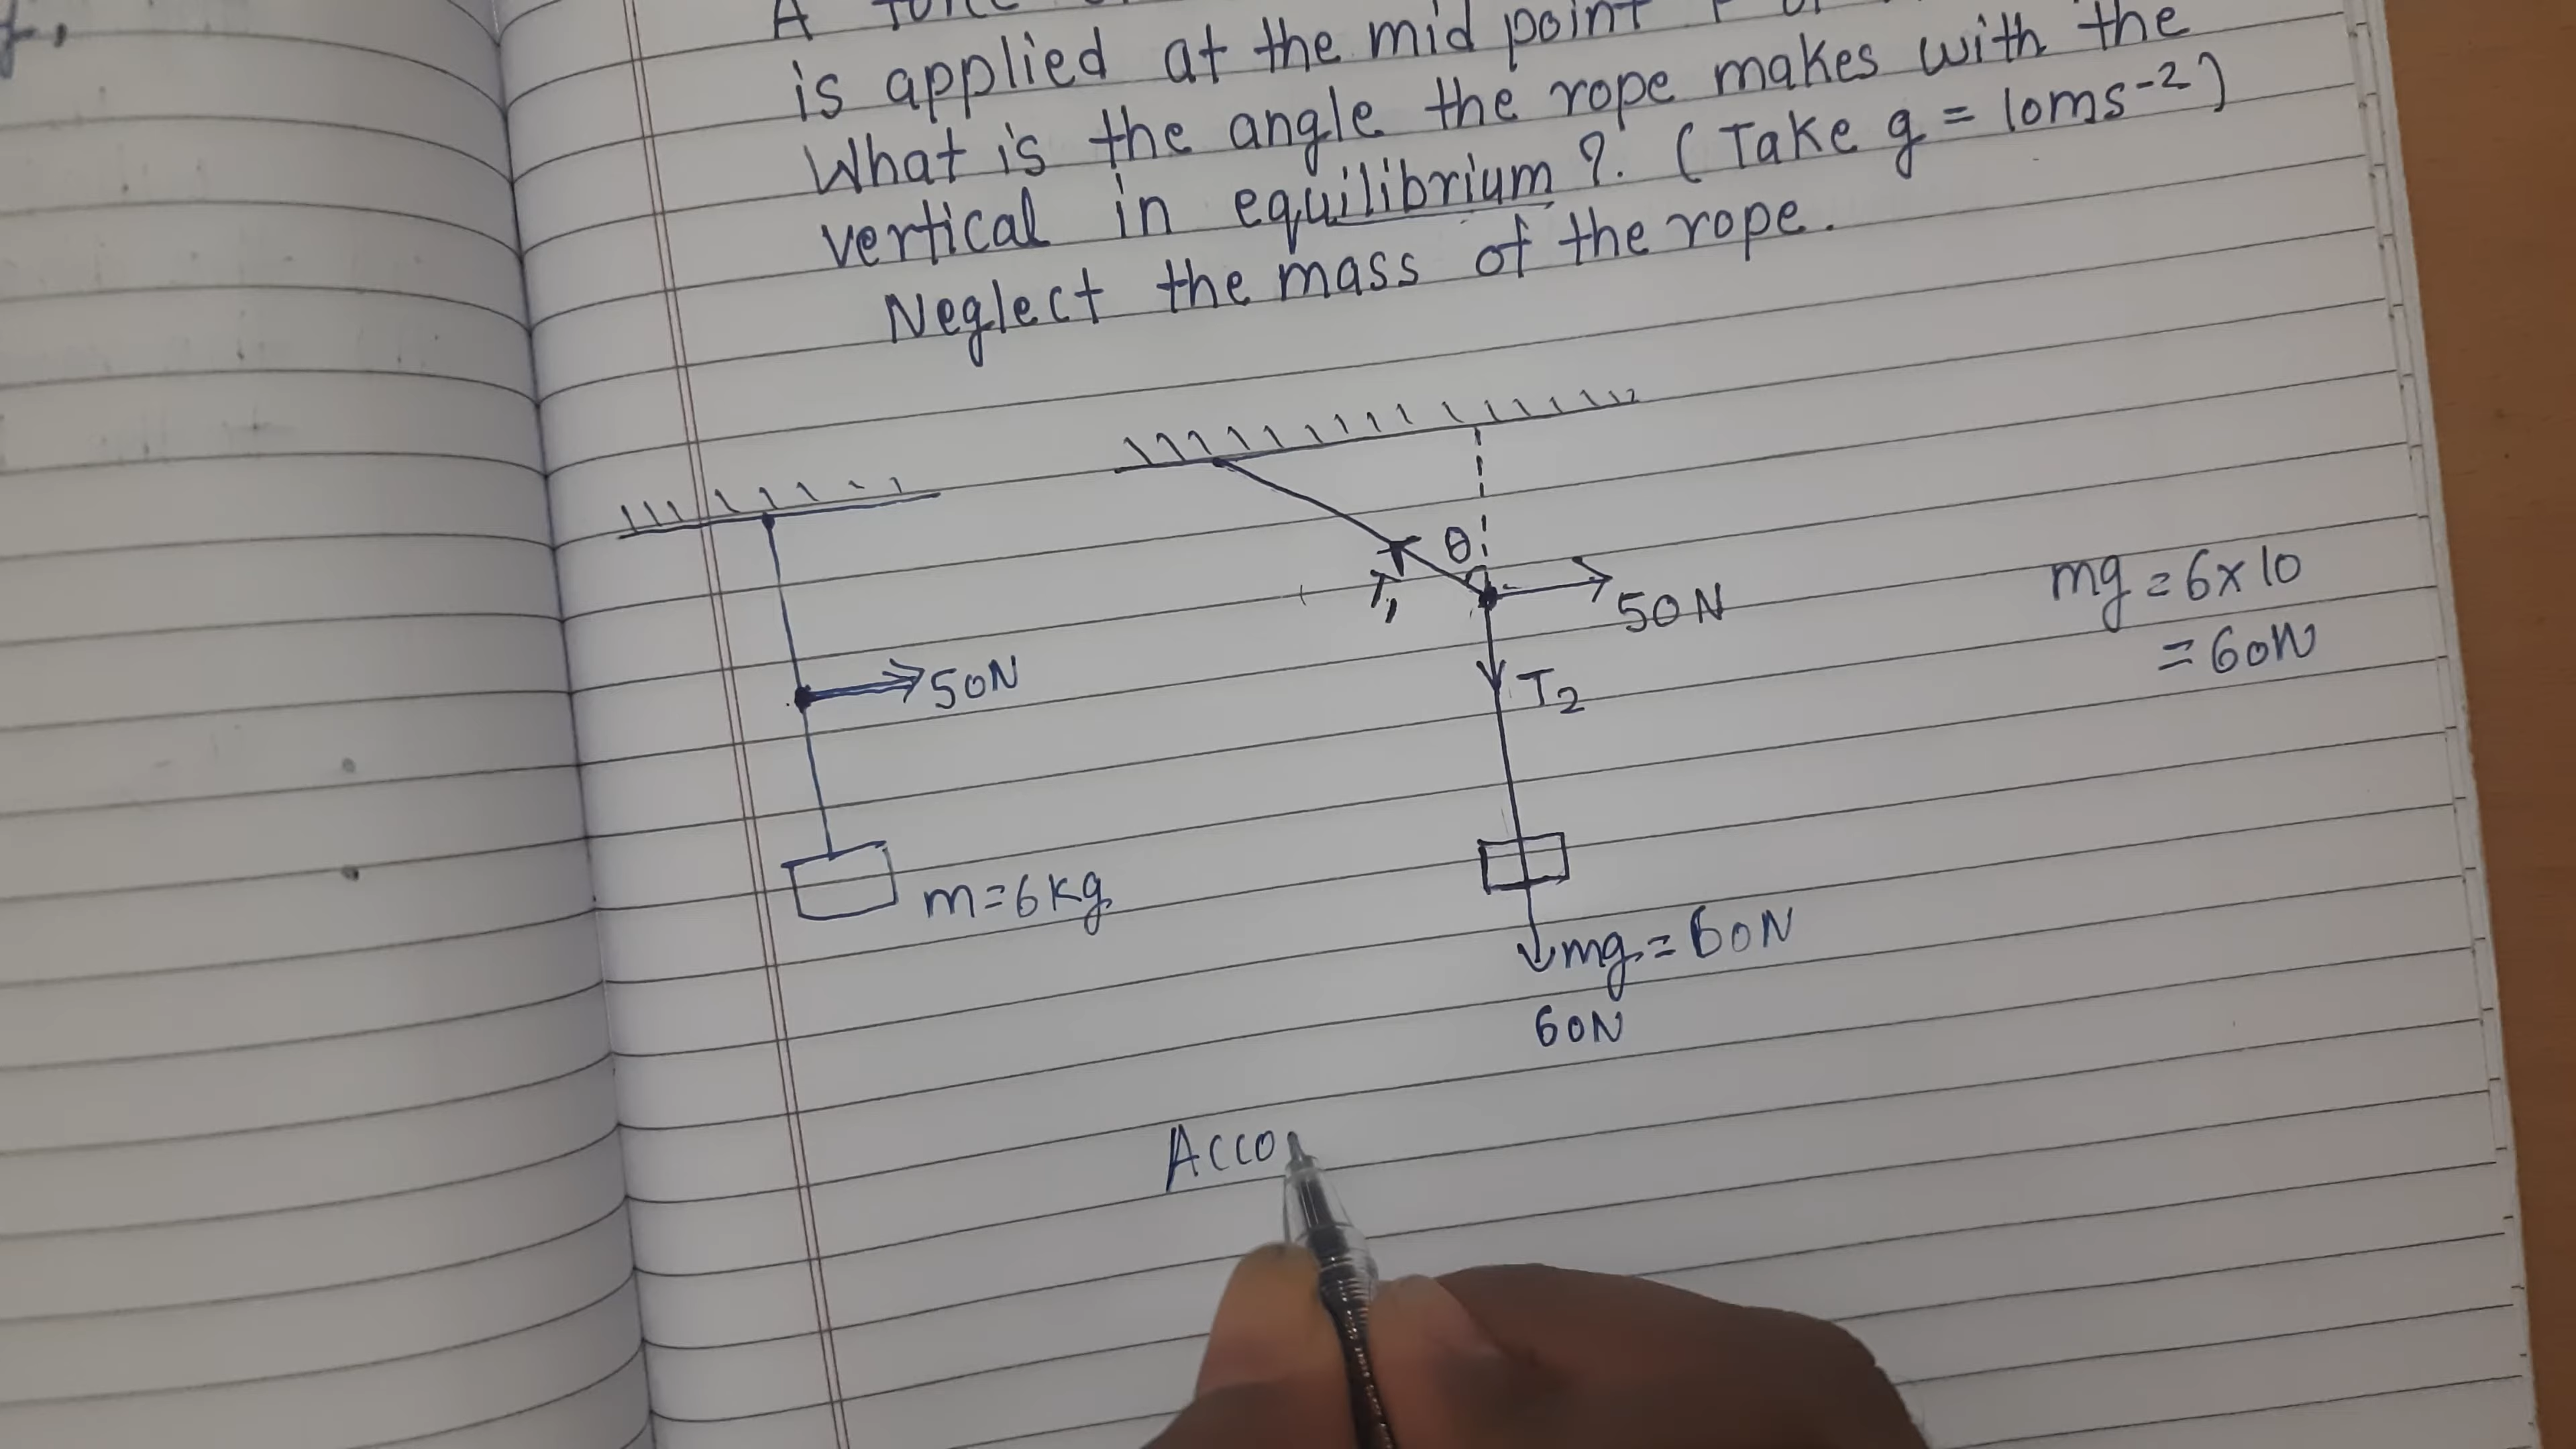 A
is applied at the mid point
What is the angle the rope makes with the
vertical in equilibrium ?. (Take g = 10ms-2)
Neglect the mass of the rope.
θ
T1
50N
mg = 6x10
= 60N
50N
T2
m=6kg
mg = 60N
60N
Acco